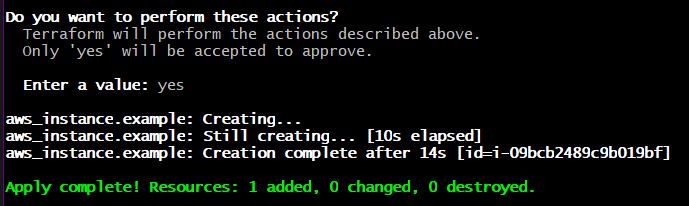 Do you want to perform these actions?
Terraform will perform the actions described above.
Only 'yes' will be accepted to approve.
Enter a value: yes
aws_instance.example: Creating...
aws_instance.example: Still creating... [10s elapsed]
aws_instance.example: Creation complete after 14s [id=i-09bcb2489c9b019bf]
Apply complete! Resources: 1 added, 0 changed, 0 destroyed.